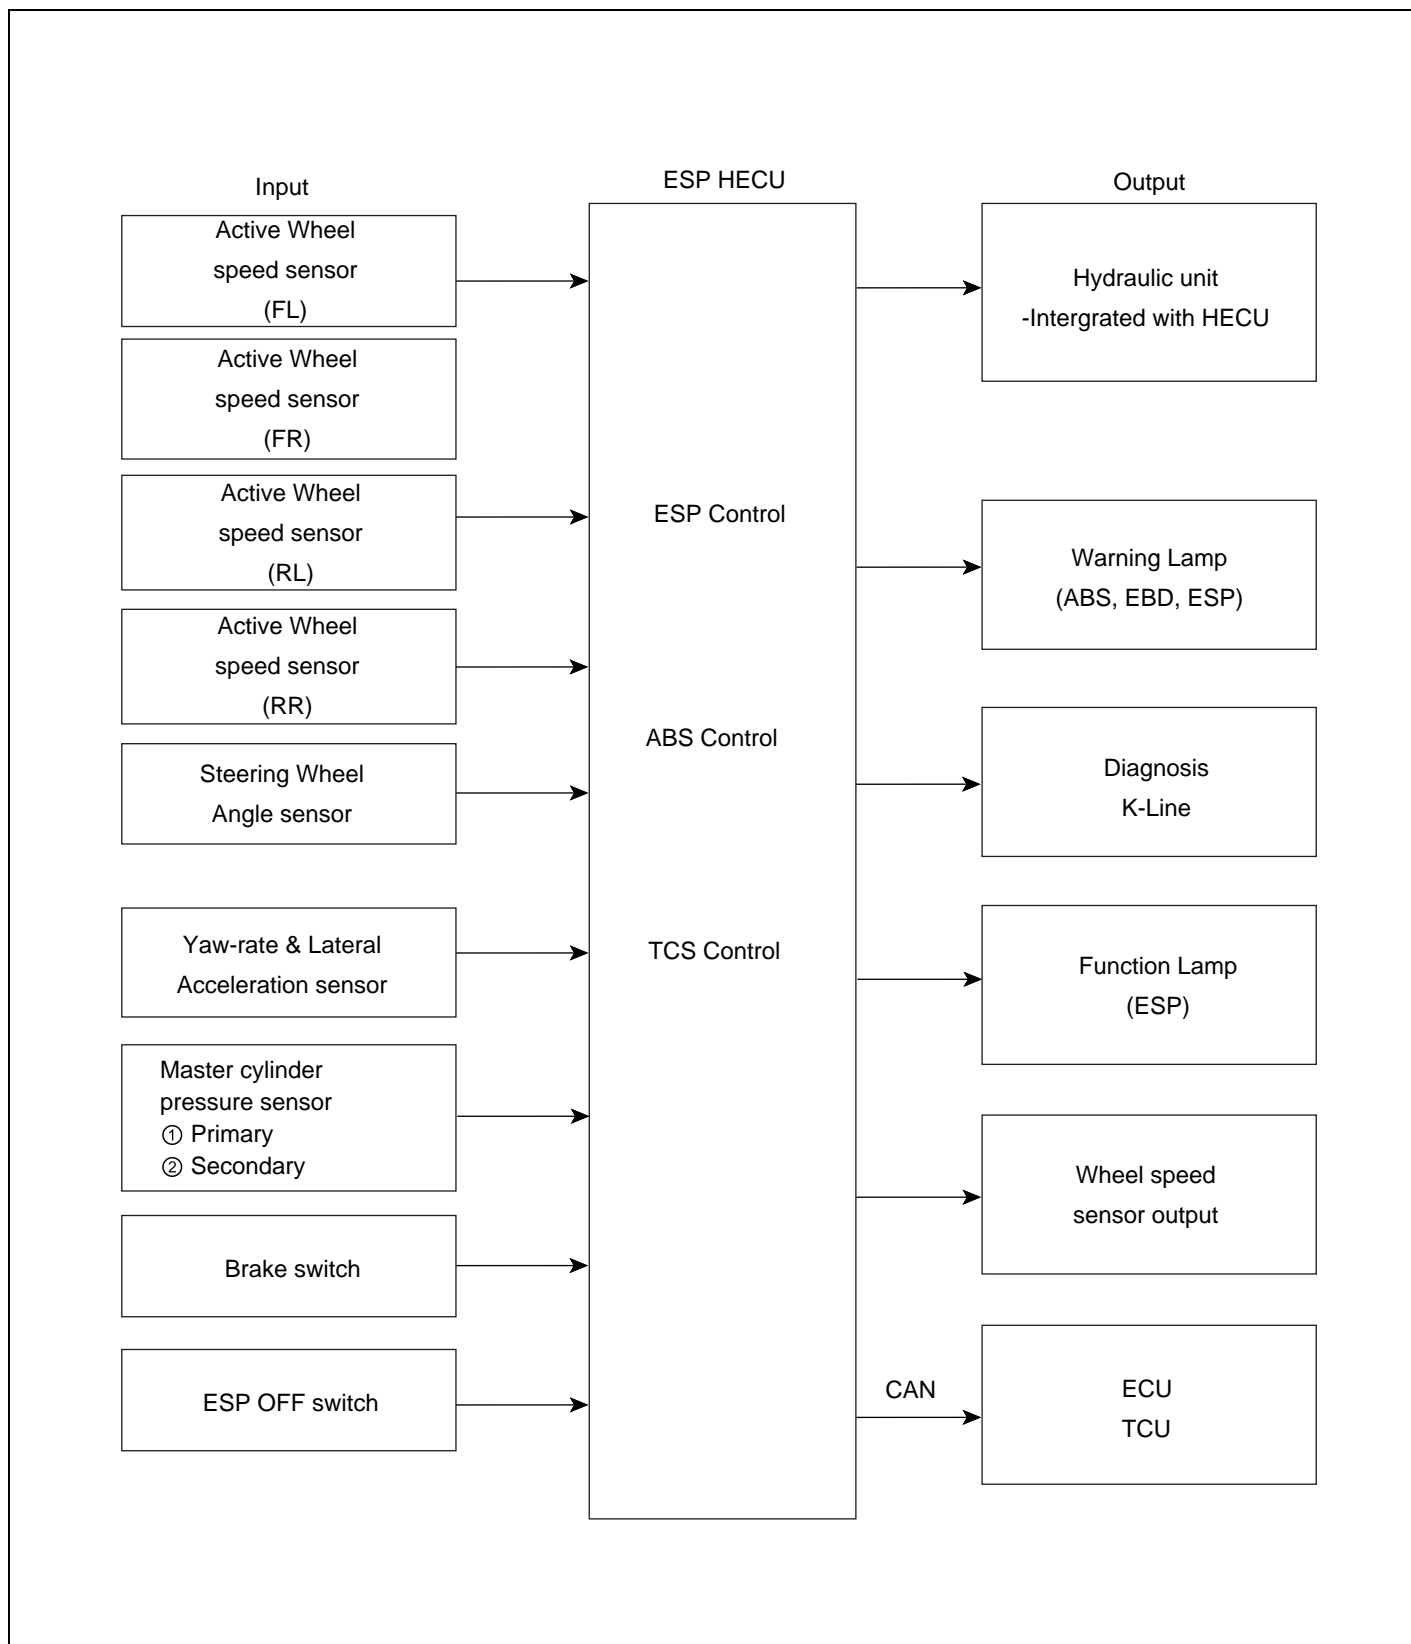 Input
Active Wheel
speed sensor
(FL)
Active Wheel
speed sensor
(FR)
Active Wheel
speed sensor
(RL)
Active Wheel
speed sensor
(RR)
Steering Wheel
Angle sensor
Yaw-rate & Lateral
Acceleration sensor
Master cylinder
pressure sensor
① Primary
② Secondary
Brake switch
ESP OFF switch
ESP HECU
ESP Control
ABS Control
TCS Control
Output
Hydraulic unit
-Intergrated with HECU
Warning Lamp
(ABS, EBD, ESP)
Diagnosis
K-Line
Function Lamp
(ESP)
Wheel speed
sensor output
CAN
ECU
TCU